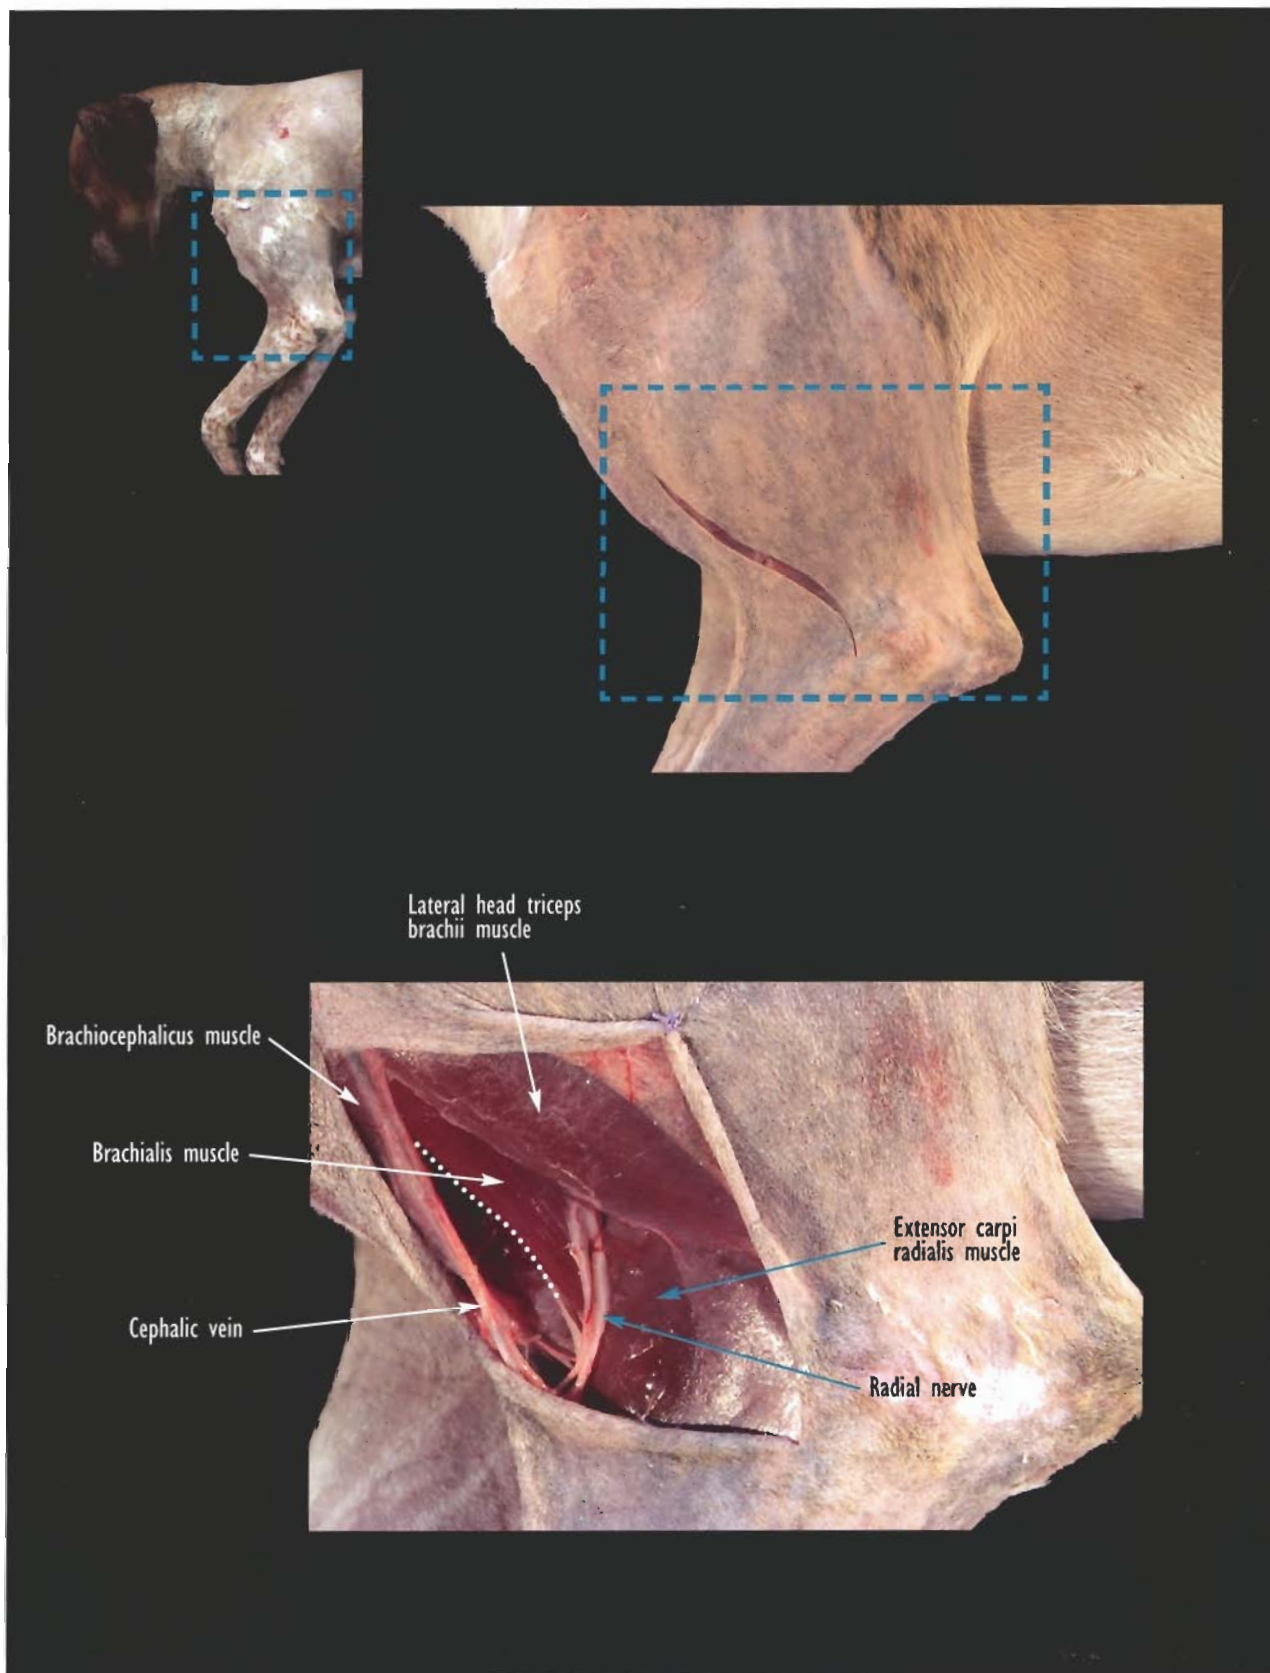 Lateral head triceps
brachii muscle
Brachiocephalicus muscle
Brachialis muscle
Extensor carpi
radialis muscle
Cephalic vein
Radial nerve